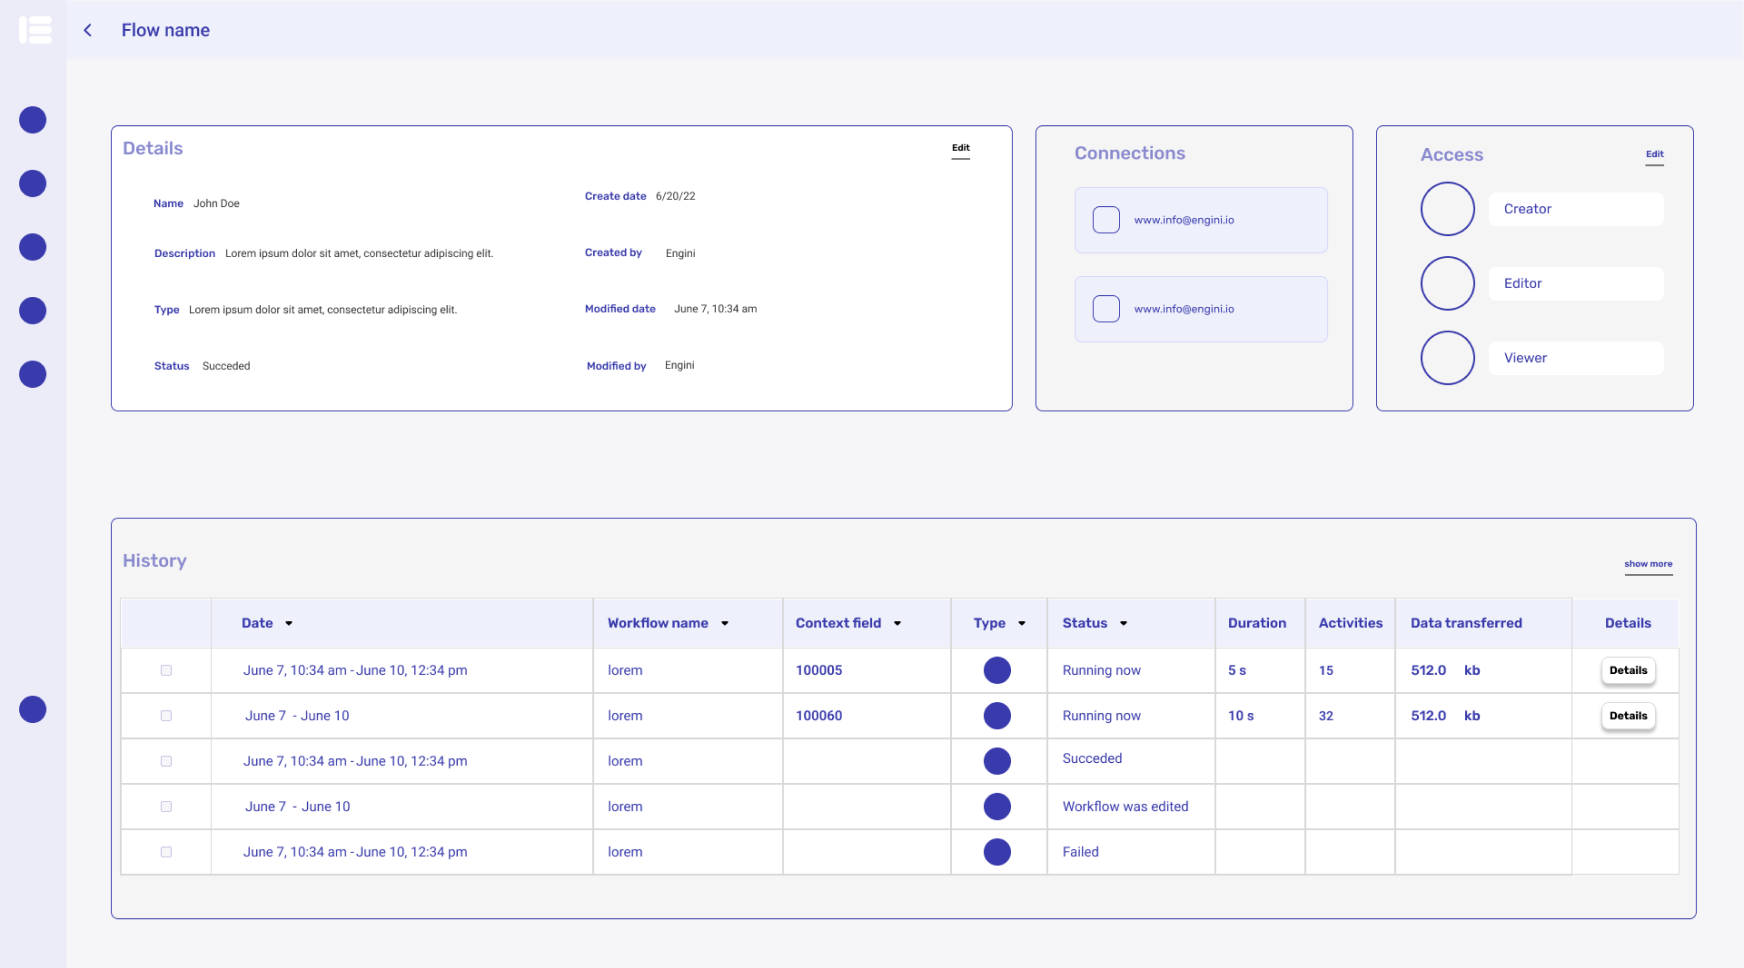 Flow name
Details
Edit
Name John Doe
Create date 6/20/22
Description Lorem ipsum dolor sit amet, consectetur adipiscing elit.
Created by Engini
Type Lorem ipsum dolor sit amet, consectetur adipiscing elit.
Modified date June 7, 10:34 am
Status Succeded
Modified by Engini
Connections
www.info@engini.io
www.info@engini.io
Access
Edit
Creator
Editor
Viewer
History
show more
Date Workflow name Context field Type Status Duration Activities Data transferred Details
June 7, 10:34 am - June 10, 12:34 pm lorem 100005 Running now 5 s 15 512.0 kb Details
June 7 - June 10 lorem 100060 Running now 10 s 32 512.0 kb Details
June 7, 10:34 am - June 10, 12:34 pm lorem Succeded
June 7 - June 10 lorem Workflow was edited
June 7, 10:34 am - June 10, 12:34 pm lorem Failed